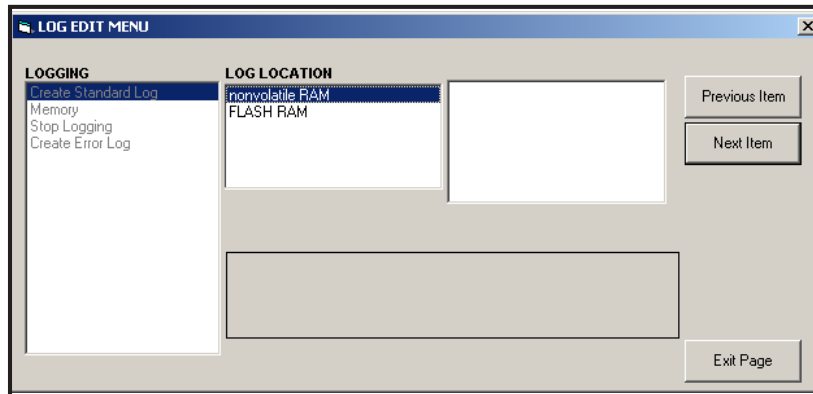 LOG EDIT MENU
LOGGING
Create Standard Log
Memory
Stop Logging
Create Error Log
LOG LOCATION
nonvolatile RAM
FLASH RAM
Previous Item
Next Item
Exit Page